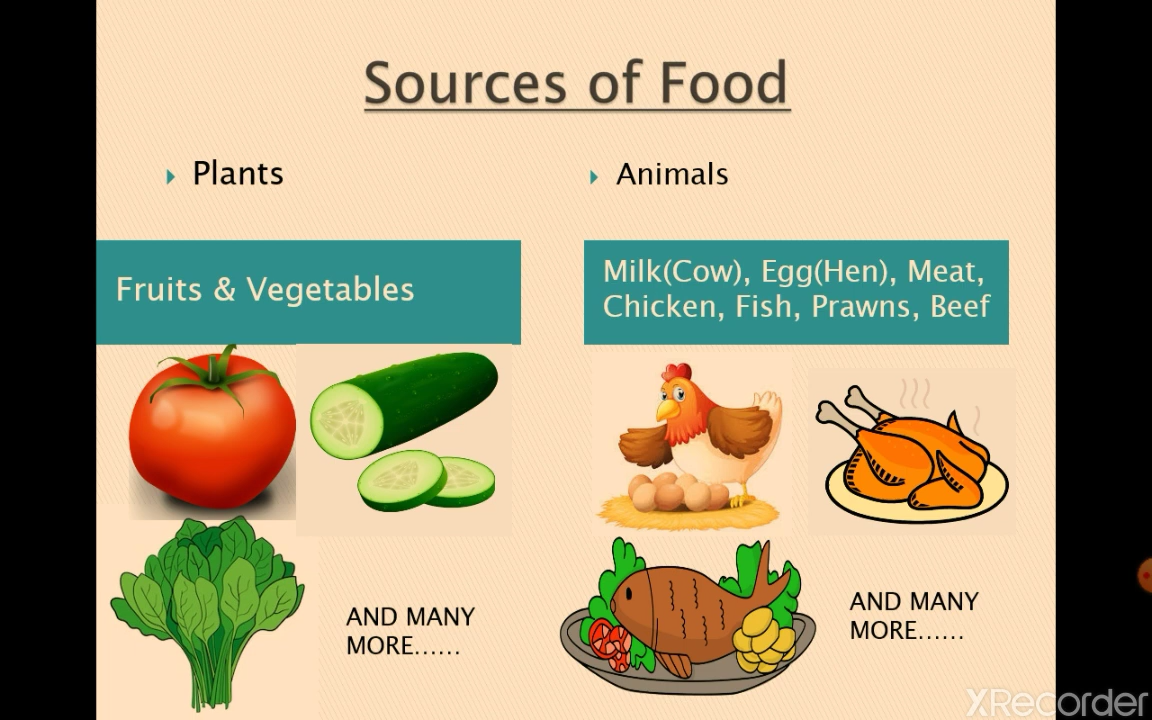 Sources of Food
Plants
Animals
Fruits & Vegetables
Milk(Cow), Egg(Hen), Meat,
Chicken, Fish, Prawns, Beef
AND MANY
MORE......
AND MANY
MORE......
XRecorder